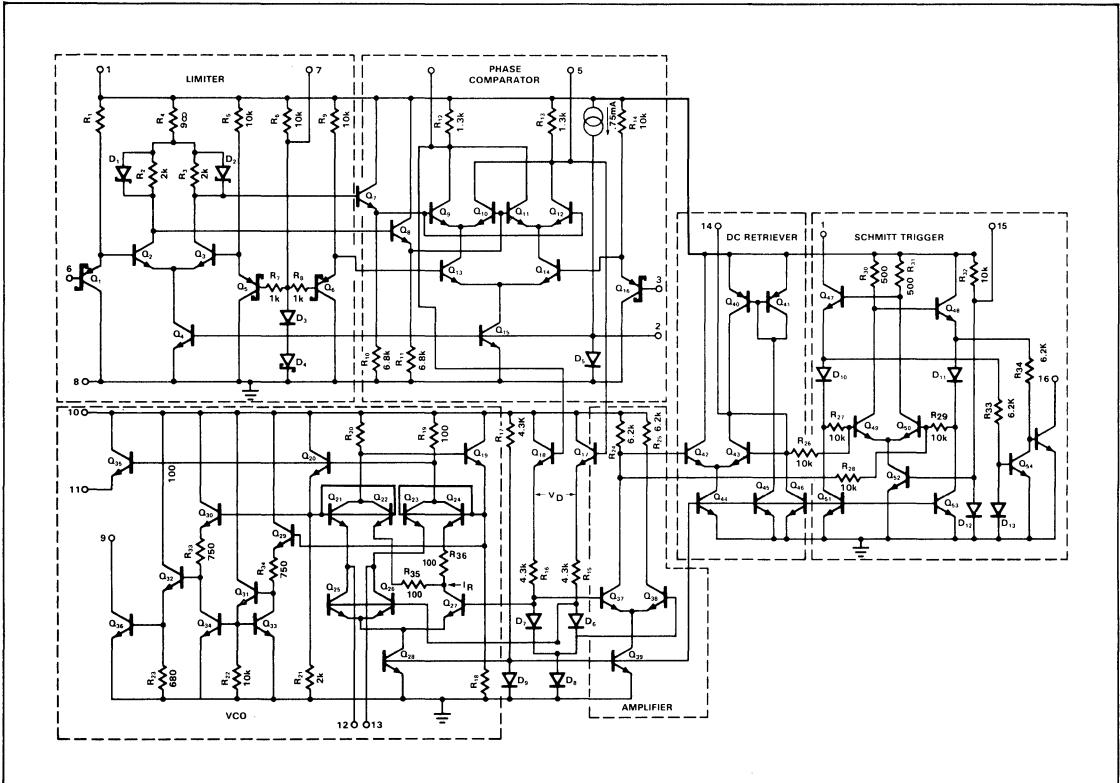 1
LIMITER
7
PHASE
COMPARATOR
5
R1
R4
∞6
R5
10k
R6
10k
R9
10k
R12
1.3k
R13
1.3k
.75mA
R14
10k
D1
R2
2k
R3
2k
D2
Q7
Q8
Q9
Q10
Q11
Q12
6
Q1
Q2
Q3
Q5
R7
1k
R8
1k
Q6
Q13
Q14
Q16
3
Q4
D3
D4
Q15
2
R10
6.8k
R11
6.8k
D5
8
14
DC RETRIEVER
SCHMITT TRIGGER
1
15
Q40
Q41
Q47
R30
500
R31
500
Q48
R32
10k
R34
6.2K
16
D10
D11
R33
6.2K
R27
10k
Q49
Q50
R29
10k
R26
10k
R28
10k
Q42
Q43
Q44
Q45
Q46
Q51
Q52
Q53
Q54
D12
D13
10
Q35
11
100
R20
R19
100
Q20
Q19
R17
4.3K
Q18
Q17
VD
R24
6.2k
R25
6.2k
Q21
Q22
Q23
Q24
Q30
Q29
R33
750
R34
750
9
Q32
Q31
Q36
Q34
Q33
R23
680
R22
10k
R21
2k
R36
100
R35
100
IR
Q25
Q26
Q27
Q28
R18
4.3k
R16
4.3k
R15
D7
D6
D9
D8
Q37
Q38
Q39
VCO
12
13
AMPLIFIER